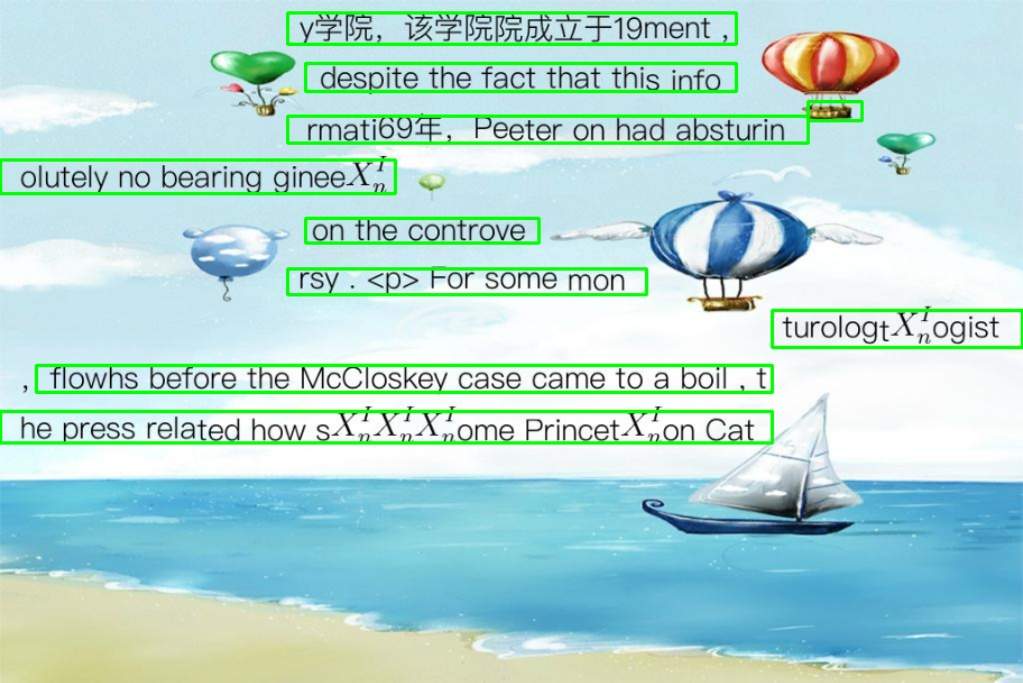 y学院，该学院院成立于19ment ,
despite the fact that this info
rmati69年，Peeter on had absturin
olutely no bearing gineeX_n^I
on the controve
rsy . <p> For some mon
turologtX_n^Iogist
, flowhs before the McCloskey case came to a boil , t
he press related how sX_n^IX_n^IX_n^Iome PrincetX_n^Ion Cat